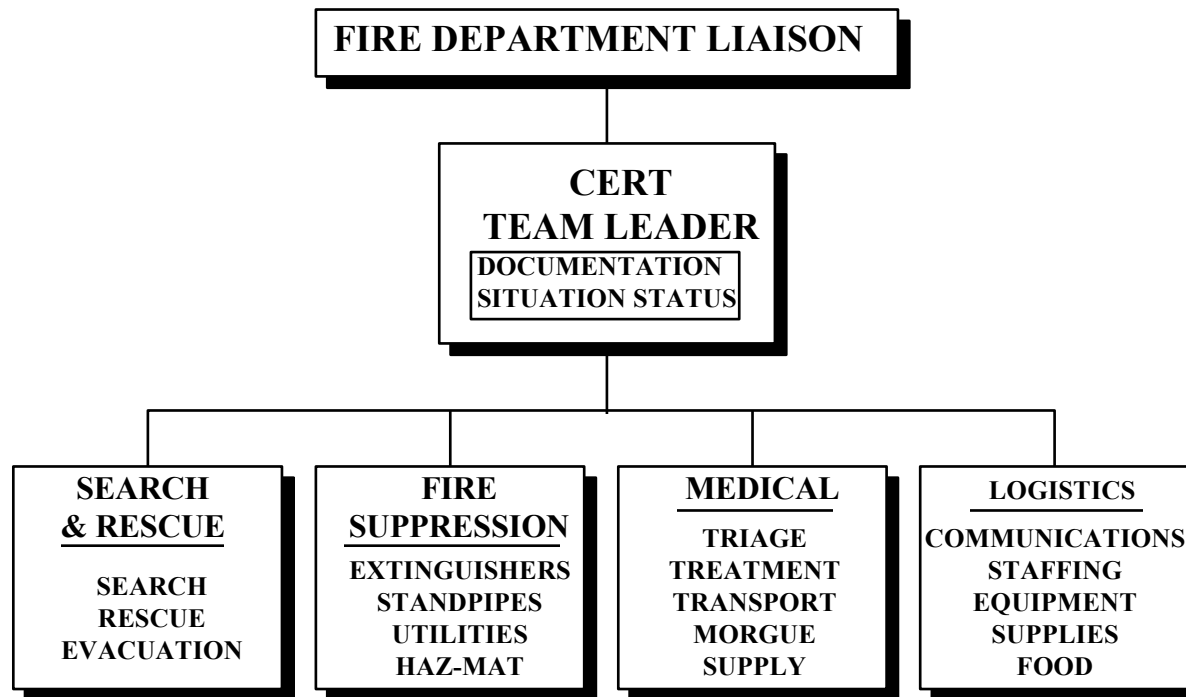 FIRE DEPARTMENT LIAISON
CERT
TEAM LEADER
DOCUMENTATION
SITUATION STATUS
SEARCH
& RESCUE
SEARCH
RESCUE
EVACUATION
FIRE
SUPPRESSION
EXTINGUISHERS
STANDPIPES
UTILITIES
HAZ-MAT
MEDICAL
TRIAGE
TREATMENT
TRANSPORT
MORGUE
SUPPLY
LOGISTICS
COMMUNICATIONS
STAFFING
EQUIPMENT
SUPPLIES
FOOD